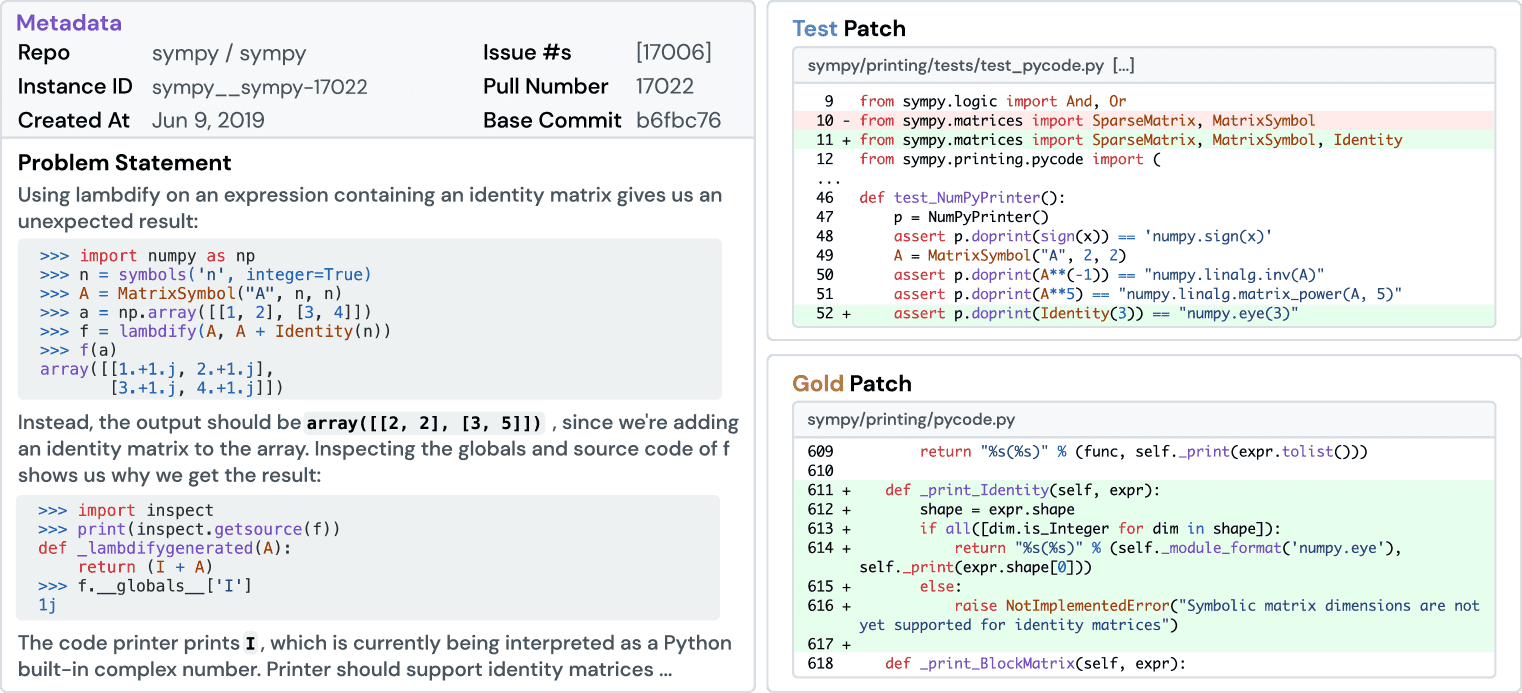 Metadata
Repo sympy / sympy Issue #s [17006]
Instance ID sympy__sympy-17022 Pull Number 17022
Created At Jun 9, 2019 Base Commit b6fbc76
Problem Statement
Using lambdify on an expression containing an identity matrix gives us an
unexpected result:
>>> import numpy as np
>>> n = symbols('n', integer=True)
>>> A = MatrixSymbol("A", n, n)
>>> a = np.array([[1, 2], [3, 4]])
>>> f = lambdify(A, A + Identity(n))
>>> f(a)
array([[1.+1.j, 2.+1.j],
       [3.+1.j, 4.+1.j]])
Instead, the output should be array([[2, 2], [3, 5]]) , since we're adding
an identity matrix to the array. Inspecting the globals and source code of f
shows us why we get the result:
>>> import inspect
>>> print(inspect.getsource(f))
def _lambdifygenerated(A):
    return (I + A)
>>> f.__globals__['I']
1j
The code printer prints I , which is currently being interpreted as a Python
built-in complex number. Printer should support identity matrices ...
Test Patch
sympy/printing/tests/test_pycode.py [...]
9 from sympy.logic import And, Or
10 - from sympy.matrices import SparseMatrix, MatrixSymbol
11 + from sympy.matrices import SparseMatrix, MatrixSymbol, Identity
12 from sympy.printing.pycode import (
...
46 def test_NumPyPrinter():
47     p = NumPyPrinter()
48     assert p.doprint(sign(x)) == 'numpy.sign(x)'
49     A = MatrixSymbol("A", 2, 2)
50     assert p.doprint(A**(-1)) == "numpy.linalg.inv(A)"
51     assert p.doprint(A**5) == "numpy.linalg.matrix_power(A, 5)"
52 +     assert p.doprint(Identity(3)) == "numpy.eye(3)"
Gold Patch
sympy/printing/pycode.py
609         return "%s(%s)" % (func, self._print(expr.tolist()))
610
611 +     def _print_Identity(self, expr):
612 +         shape = expr.shape
613 +         if all([dim.is_Integer for dim in shape]):
614 +             return "%s(%s)" % (self._module_format('numpy.eye'),
self._print(expr.shape[0]))
615 +         else:
616 +             raise NotImplementedError("Symbolic matrix dimensions are not
yet supported for identity matrices")
617 +
618     def _print_BlockMatrix(self, expr):